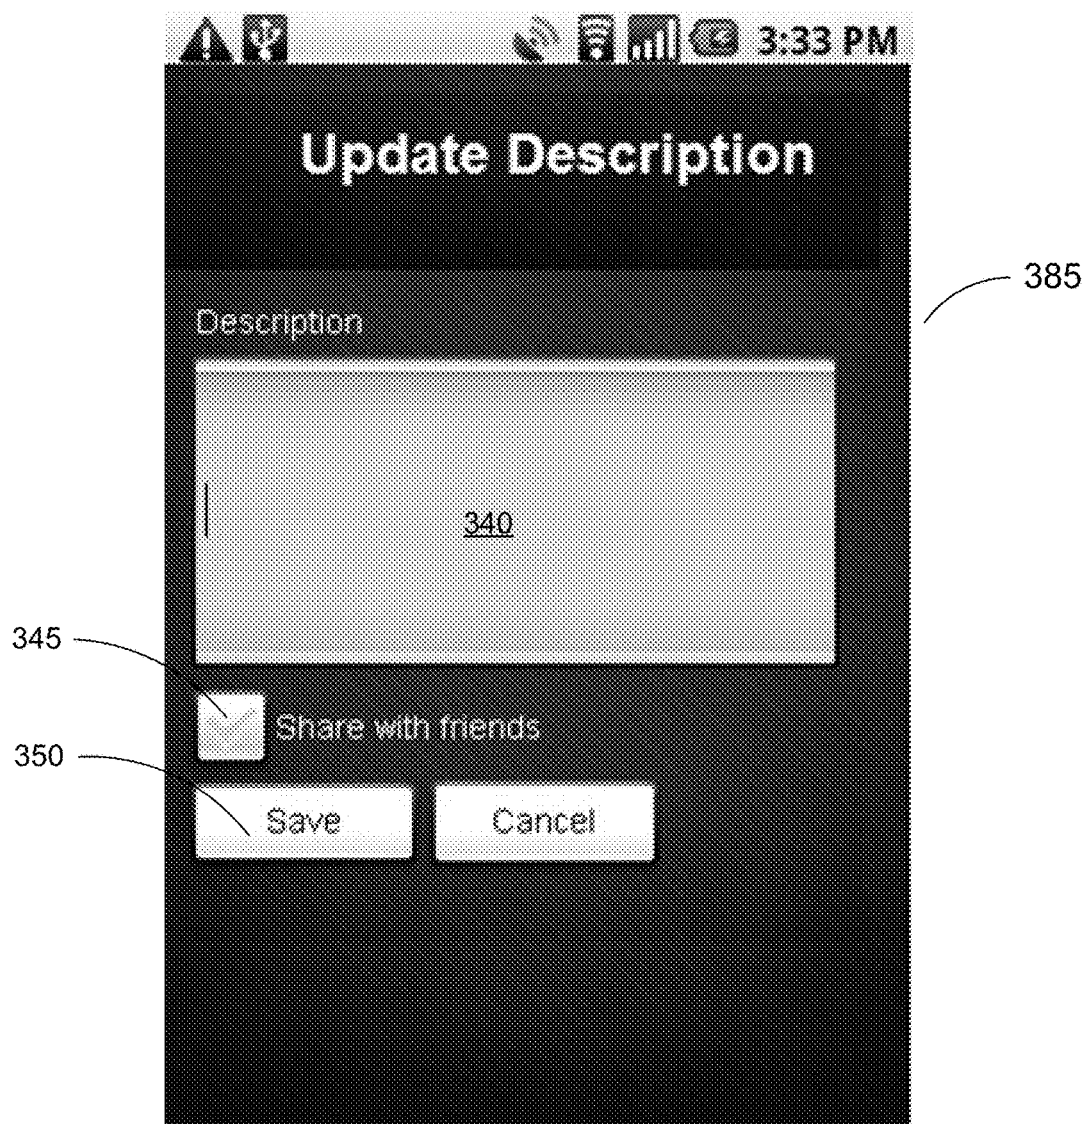 3:33 PM
Update Description
385
Description
340
345
Share with friends
350
Save Cancel